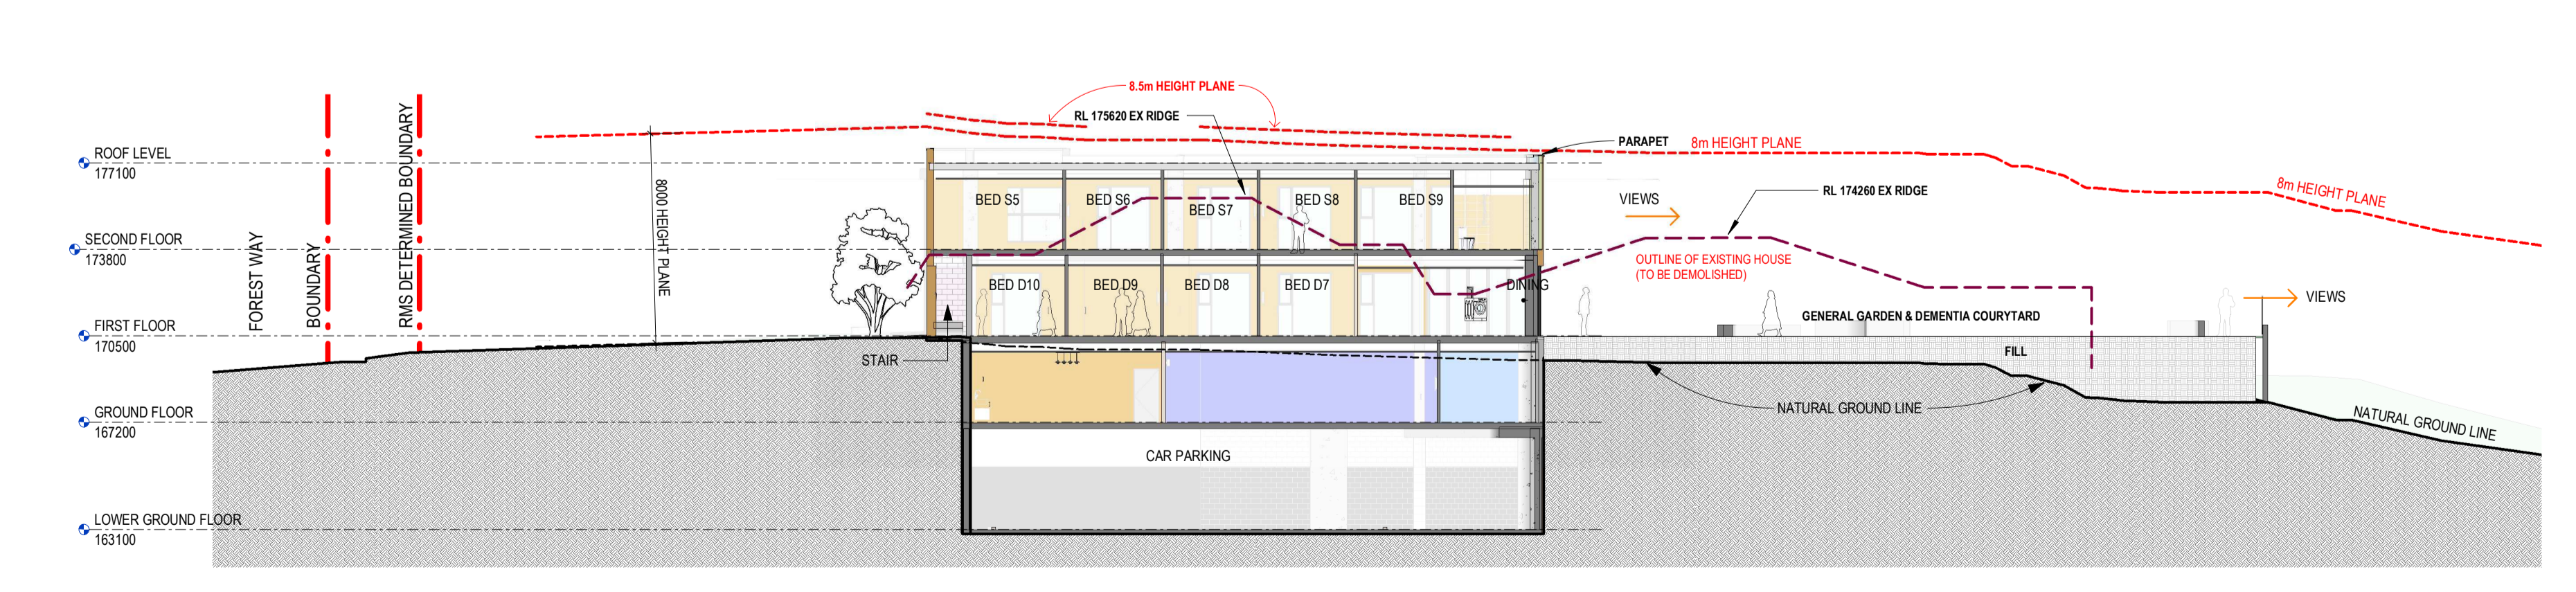 8.5m HEIGHT PLANE
RL 175620 EX RIDGE
PARAPET
8m HEIGHT PLANE
ROOF LEVEL
177100
RL 174260 EX RIDGE
8m HEIGHT PLANE
VIEWS
BED S5
BED S6
BED S7
BED S8
BED S9
SECOND FLOOR
173800
8000 HEIGHT PLANE
FOREST WAY
BOUNDARY
RMS DETERMINED BOUNDARY
OUTLINE OF EXISTING HOUSE
(TO BE DEMOLISHED)
BED D10
BED D9
BED D8
BED D7
DINING
VIEWS
FIRST FLOOR
170500
GENERAL GARDEN & DEMENTIA COURYTARD
STAIR
FILL
GROUND FLOOR
167200
NATURAL GROUND LINE
NATURAL GROUND LINE
CAR PARKING
LOWER GROUND FLOOR
163100